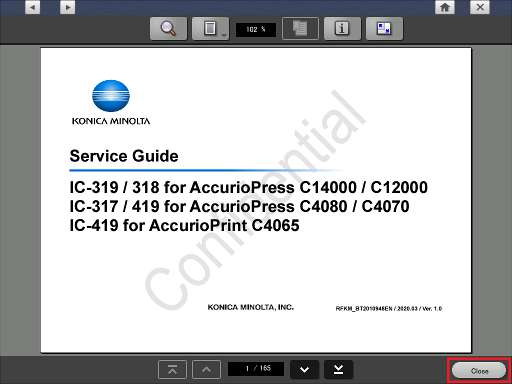 102 %
KONICA MINOLTA
Confidential
Service Guide
IC-319 / 318 for AccurioPress C14000 / C12000
IC-317 / 419 for AccurioPress C4080 / C4070
IC-419 for AccurioPrint C4065
KONICA MINOLTA, INC.
RFKM_BT2010948EN / 2020.03 / Ver. 1.0
1 / 165
Close